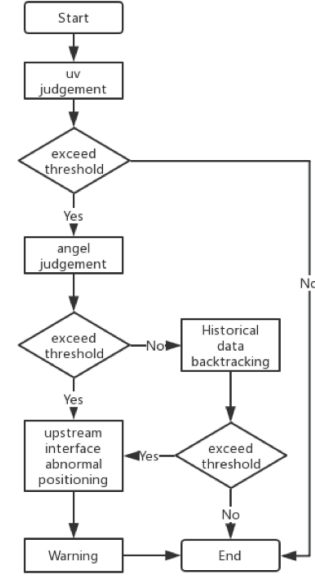 Start
uv
judgement
exceed
threshold
Yes
No
angel
judgement
exceed
threshold
No
Historical
data
backtracking
Yes
upstream
interface
abnormal
positioning
Yes
exceed
threshold
No
Warning
End